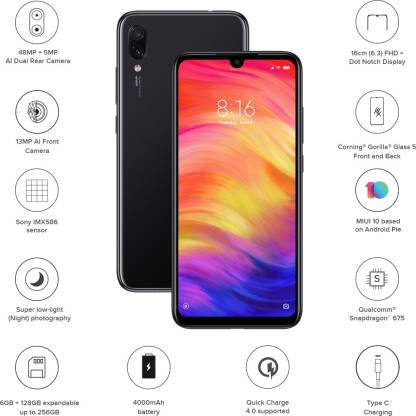 48MP + 5MP
AI Dual Rear Camera
13MP AI Front
Camera
Sony IMX586
sensor
Super low-light
(Night) photography
6GB + 128GB expandable
up to 256GB
4000mAh
battery
Quick Charge
4.0 supported
Type C
Charging
8:16
16cm (6.3) FHD +
Dot Notch Display
Corning® Gorilla® Glass 5
Front and Back
10
MIUI 10 based
on Android Pie
S
Qualcomm®
Snapdragon™ 675